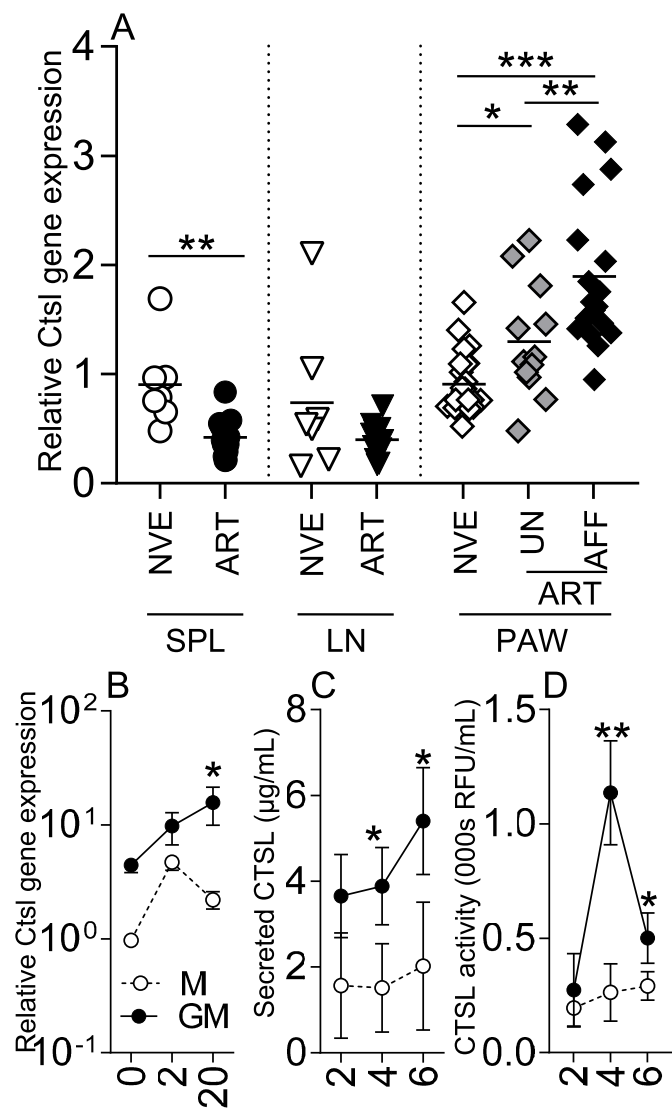 A
Relative Ctsl gene expression
4
3
2
1
0
**
***
**
*
NVE
ART
NVE
ART
NVE
UN
AFF
ART
SPL
LN
PAW
B
Relative Ctsl gene expression
10²
10¹
10⁰
10⁻¹
*
M
GM
0
2
20
C
Secreted CTSL (µg/mL)
8
6
4
2
0
*
*
2
4
6
D
CTSL activity (000s RFU/mL)
1.5
1.0
0.5
0.0
**
*
2
4
6